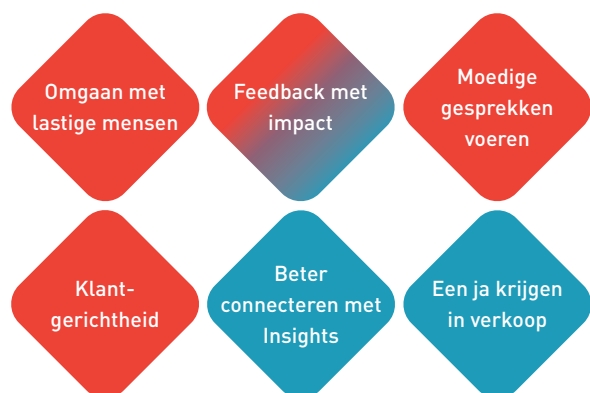 Omgaan met
lastige mensen
Feedback met
impact
Moedige
gesprekken
voeren
Klant-
gerichtheid
Beter
connecteren met
Insights
Een ja krijgen
in verkoop